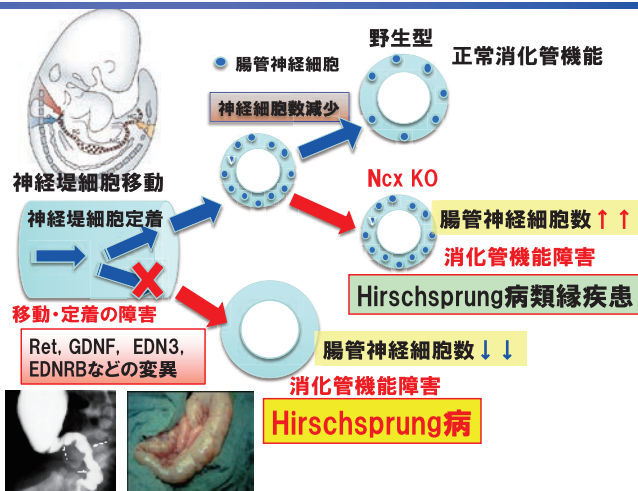 野生型
正常消化管機能
腸管神経細胞
神経細胞数減少
神経堤細胞移動
神経堤細胞定着
Ncx KO
腸管神経細胞数↑↑
消化管機能障害
Hirschsprung病類縁疾患
移動・定着の障害
Ret, GDNF, EDN3,
EDNRBなどの変異
腸管神経細胞数↓↓
消化管機能障害
Hirschsprung病